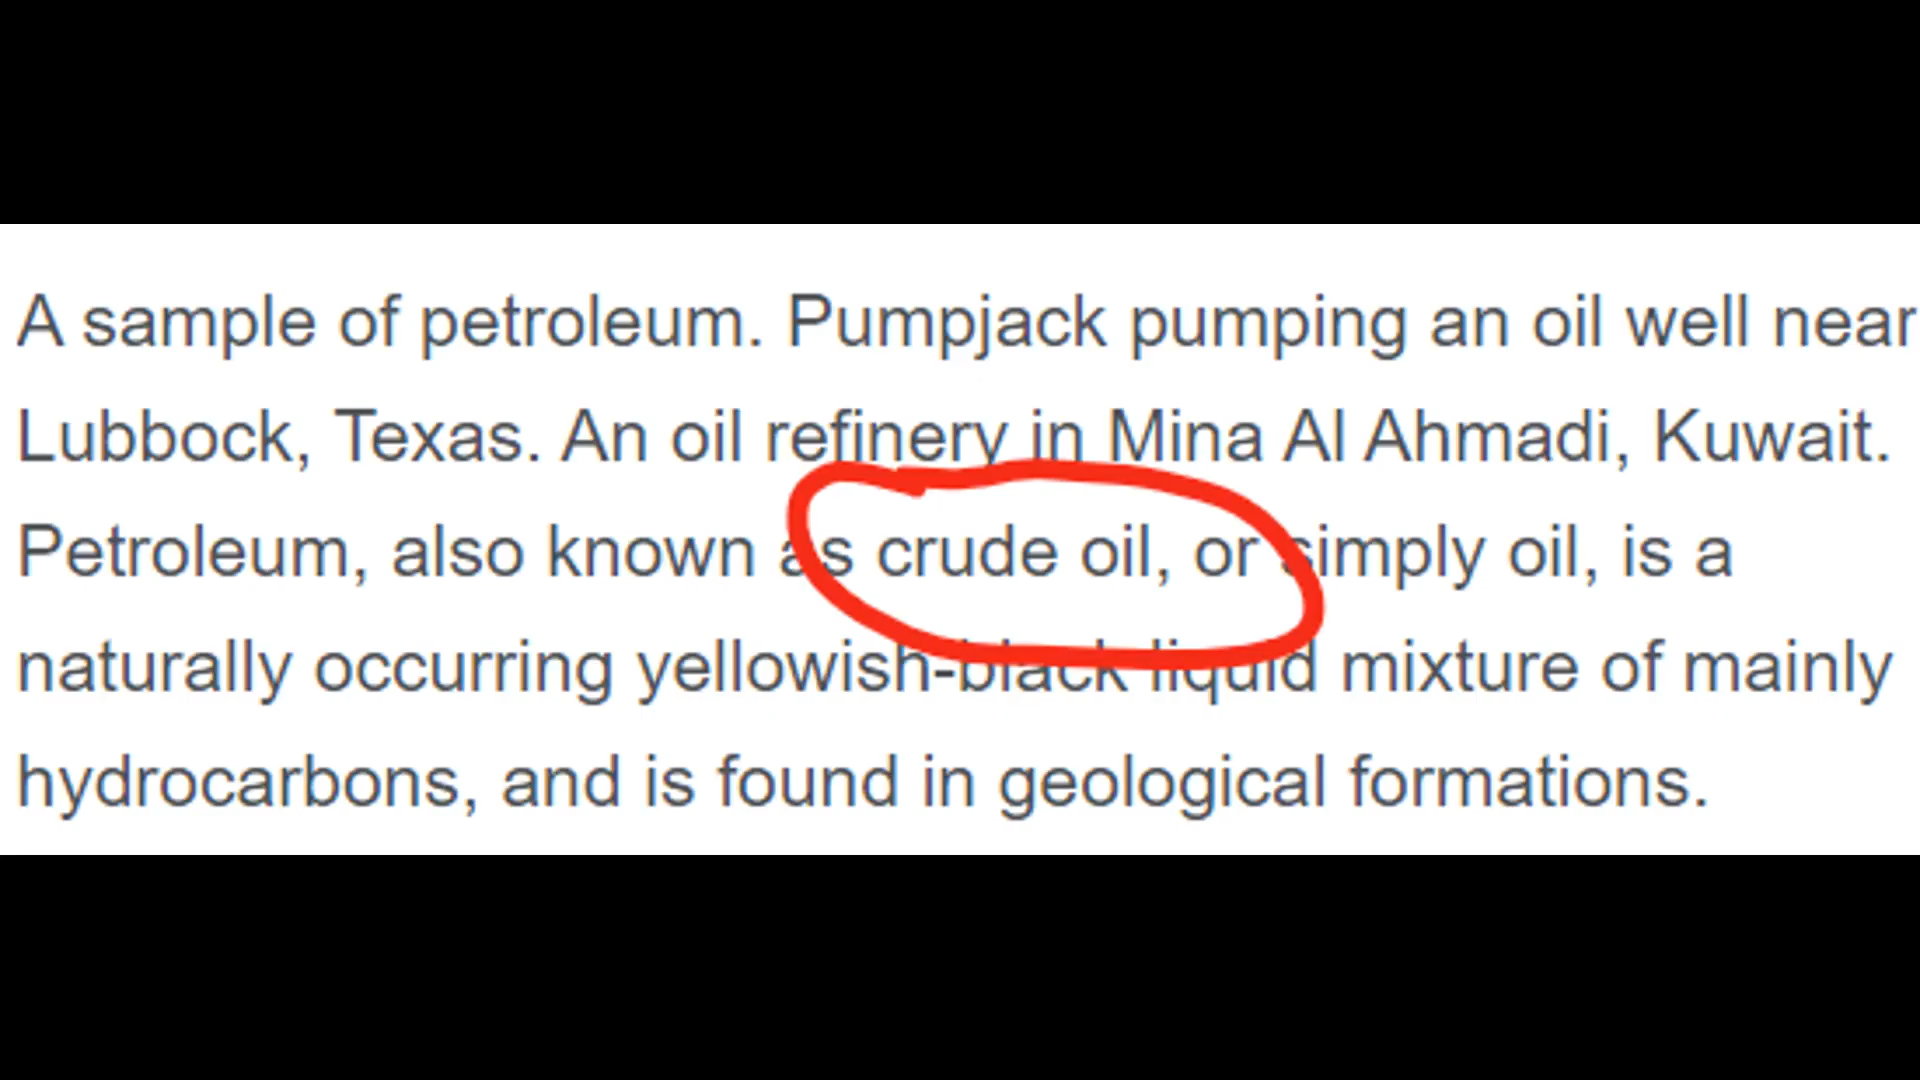 A sample of petroleum. Pumpjack pumping an oil well near
Lubbock, Texas. An oil refinery in Mina Al Ahmadi, Kuwait.
Petroleum, also known as crude oil, or simply oil, is a
naturally occurring yellowish-black liquid mixture of mainly
hydrocarbons, and is found in geological formations.